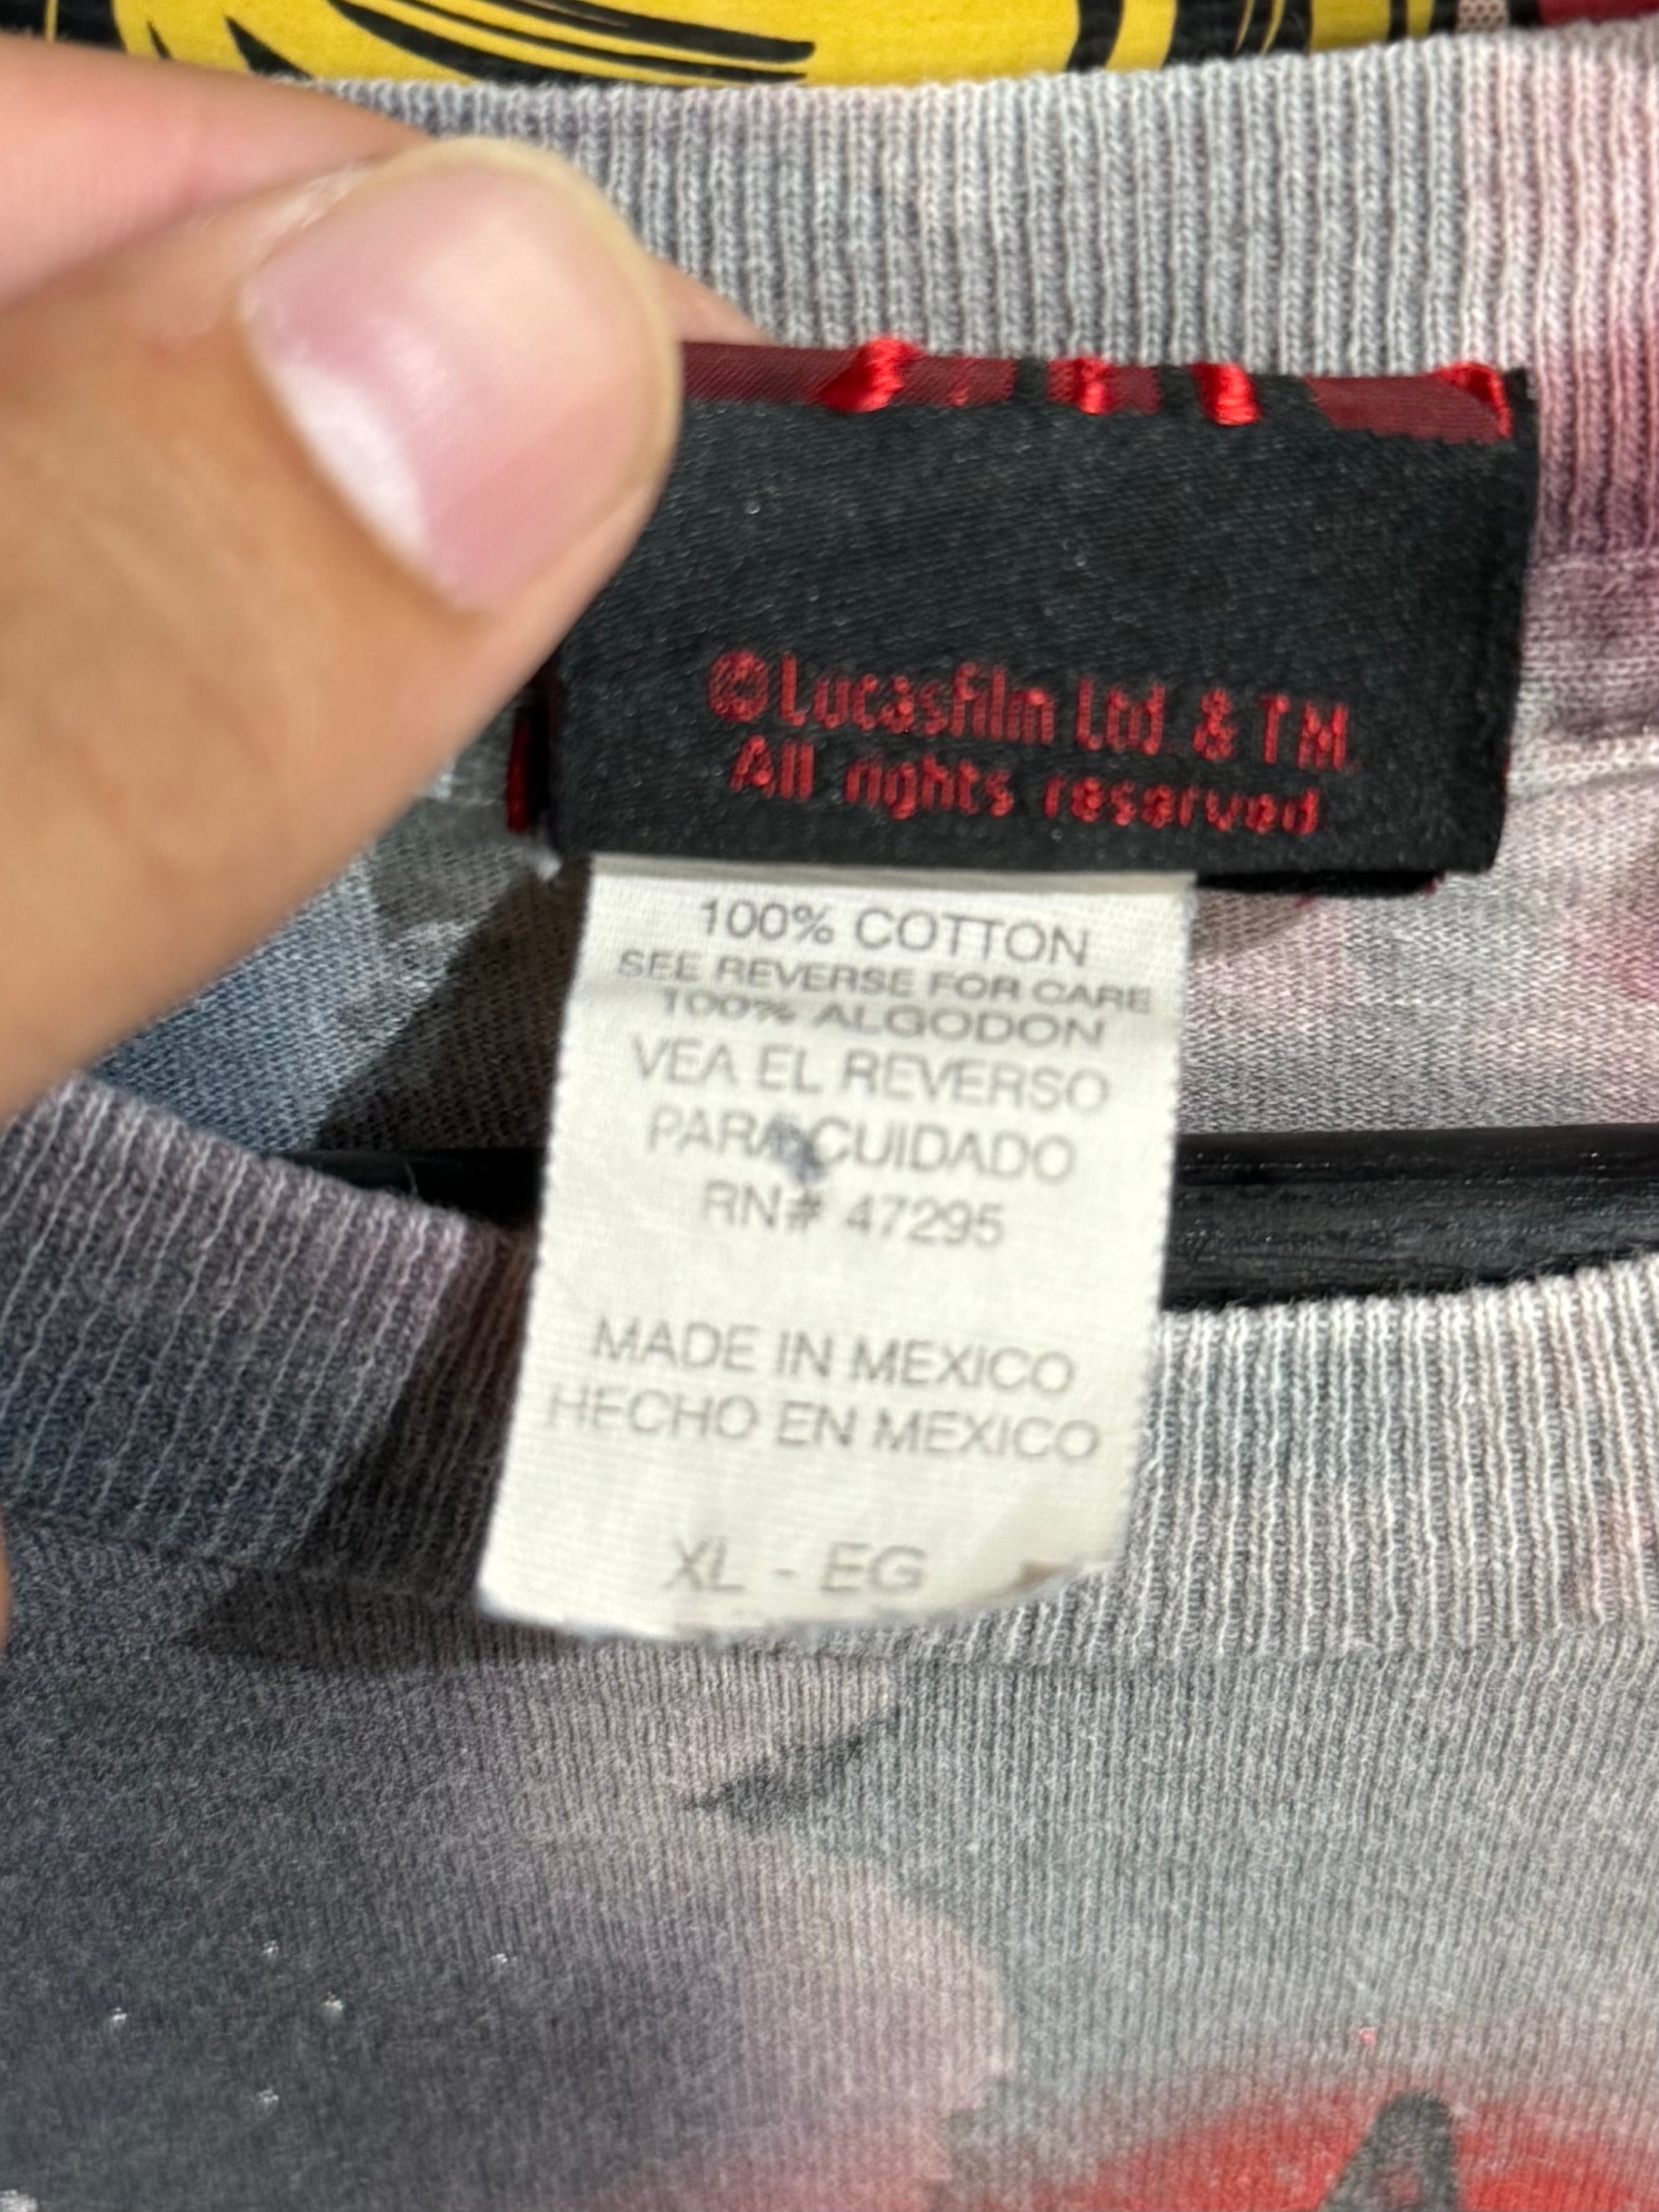 ©Lucasfilm Ltd. & TM.
All rights reserved
100% COTTON
SEE REVERSE FOR CARE
100% ALGODON
VEA EL REVERSO
PARA CUIDADO
RN# 47295
MADE IN MEXICO
HECHO EN MEXICO
XL - EG